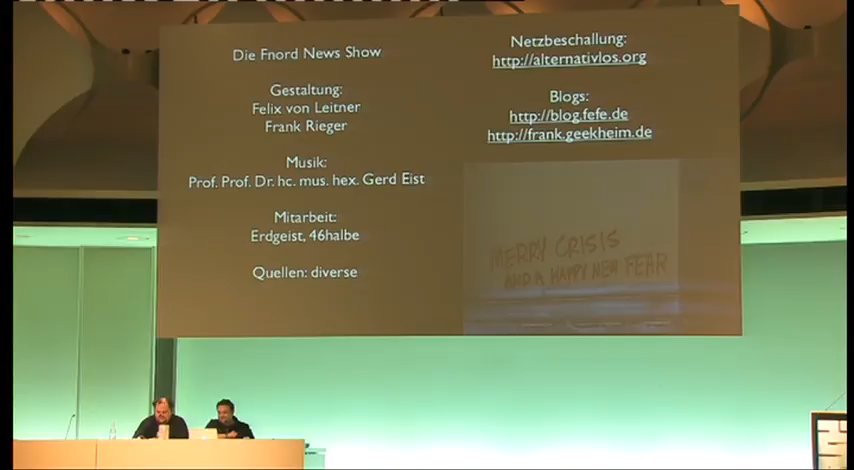 Die Fnord News Show
Gestaltung:
Felix von Leitner
Frank Rieger
Musik:
Prof. Prof. Dr. hc. mus. hex. Gerd Eist
Mitarbeit:
Erdgeist, 46halbe
Quellen: diverse
Netzbeschallung:
http://alternativlos.org
Blogs:
http://blog.fefe.de
http://frank.geekheim.de
MERRY CRISIS
AND A HAPPY NEW FEAR